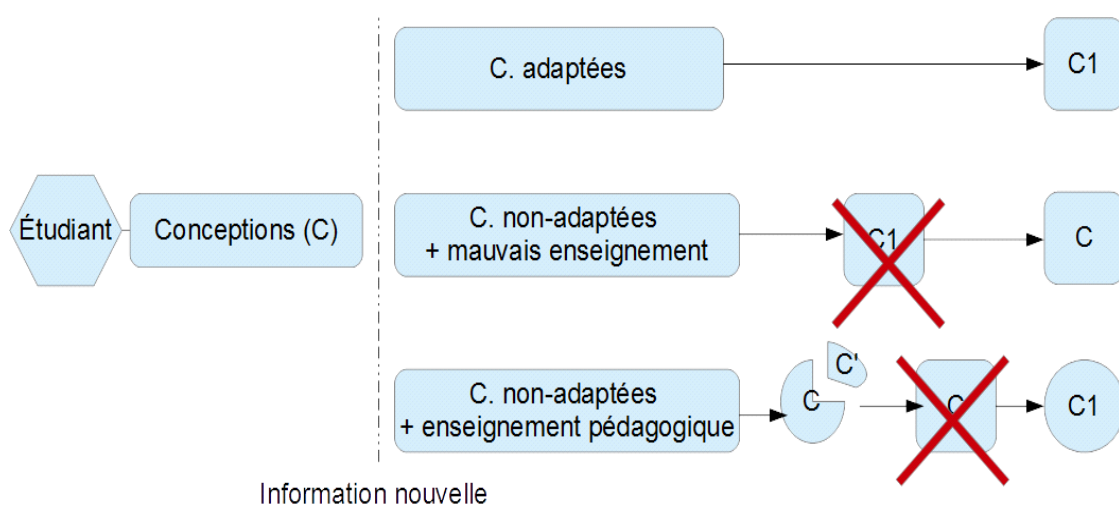 C. adaptées
C1
Étudiant
Conceptions (C)
C. non-adaptées
+ mauvais enseignement
C1
C
C. non-adaptées
+ enseignement pédagogique
C
C'
C
C1
Information nouvelle